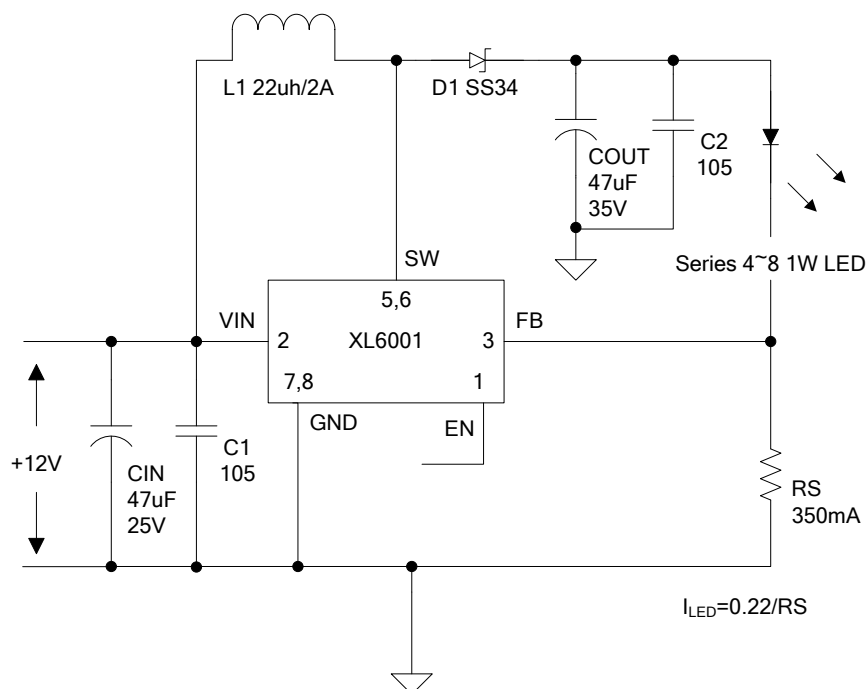 L1 22uh/2A
D1 SS34
COUT
47uF
35V
C2
105
SW
Series 4~8 1W LED
5,6
VIN
FB
2
XL6001
3
7,8
1
GND
EN
+12V
CIN
47uF
25V
C1
105
RS
350mA
ILED=0.22/RS